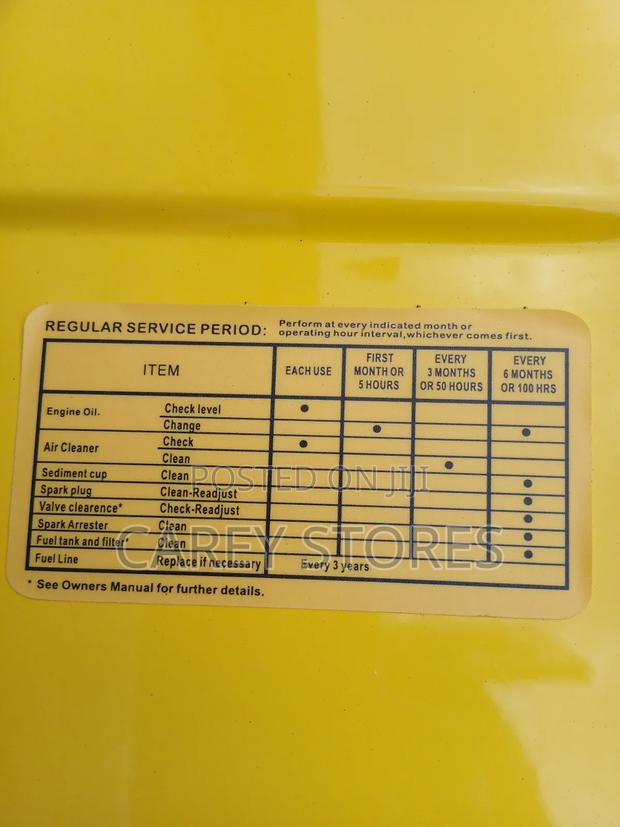 REGULAR SERVICE PERIOD: Perform at every indicated month or
operating hour interval,whichever comes first.
ITEM EACH USE FIRST MONTH OR 5 HOURS EVERY 3 MONTHS OR 50 HOURS EVERY 6 MONTHS OR 100 HRS
Engine Oil. Check level ●
Change ● ●
Air Cleaner Check ●
Clean ●
Sediment cup Clean ●
Spark plug Clean-Readjust ●
Valve clearence* Check-Readjust ●
Spark Arrester Clean ●
Fuel tank and filter* Clean ●
Fuel Line Replace if necessary Every 3 years
* See Owners Manual for further details.
POSTED ON JIJI
CAREY STORES